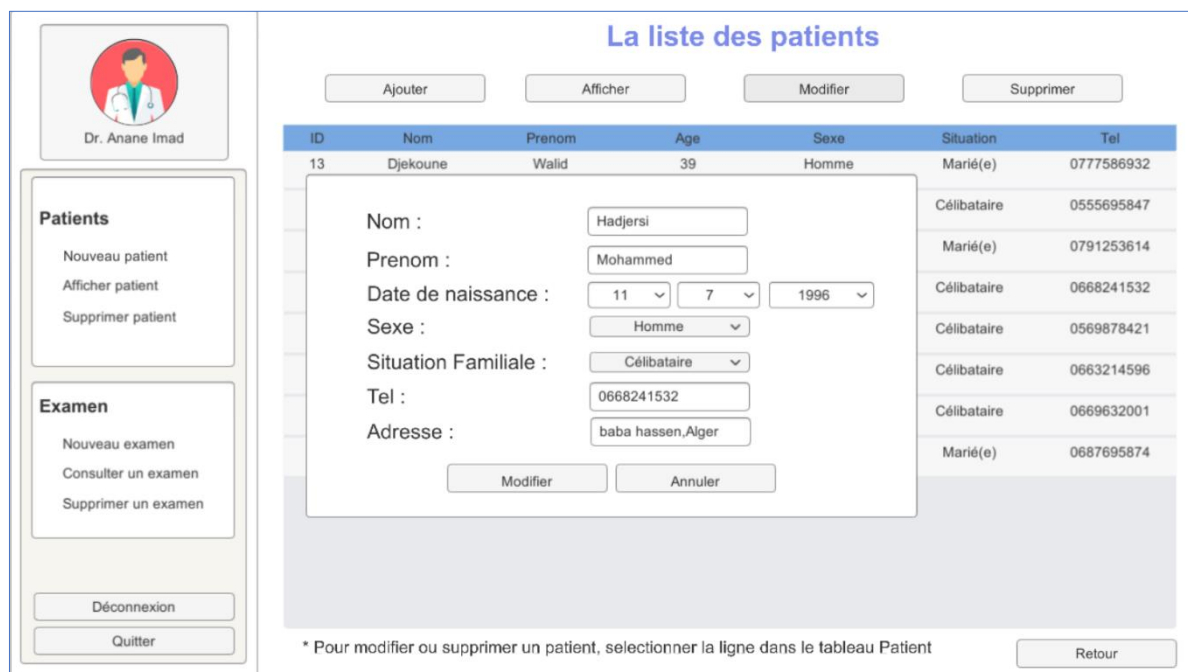 La liste des patients
Ajouter Afficher Modifier Supprimer
Dr. Anane Imad
Patients
Nouveau patient
Afficher patient
Supprimer patient
Examen
Nouveau examen
Consulter un examen
Supprimer un examen
Déconnexion
Quitter
ID Nom Prenom Age Sexe Situation Tel
13 Djekoune Walid 39 Homme Marié(e) 0777586932
Célibataire 0555695847
Marié(e) 0791253614
Célibataire 0668241532
Célibataire 0569878421
Célibataire 0663214596
Célibataire 0669632001
Marié(e) 0687695874
Nom : Hadjersi
Prenom : Mohammed
Date de naissance : 11 7 1996
Sexe : Homme
Situation Familiale : Célibataire
Tel : 0668241532
Adresse : baba hassen,Alger
Modifier Annuler
* Pour modifier ou supprimer un patient, selectionner la ligne dans le tableau Patient
Retour